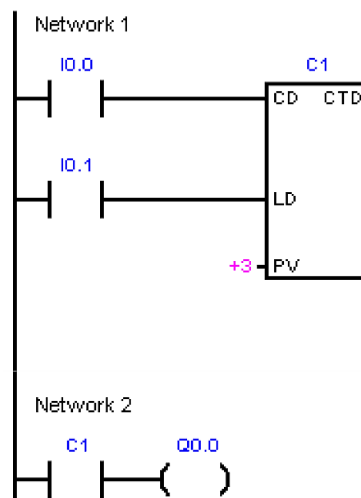 Network 1
I0.0
C1
CD CTD
I0.1
LD
+3 PV
Network 2
C1 Q0.0